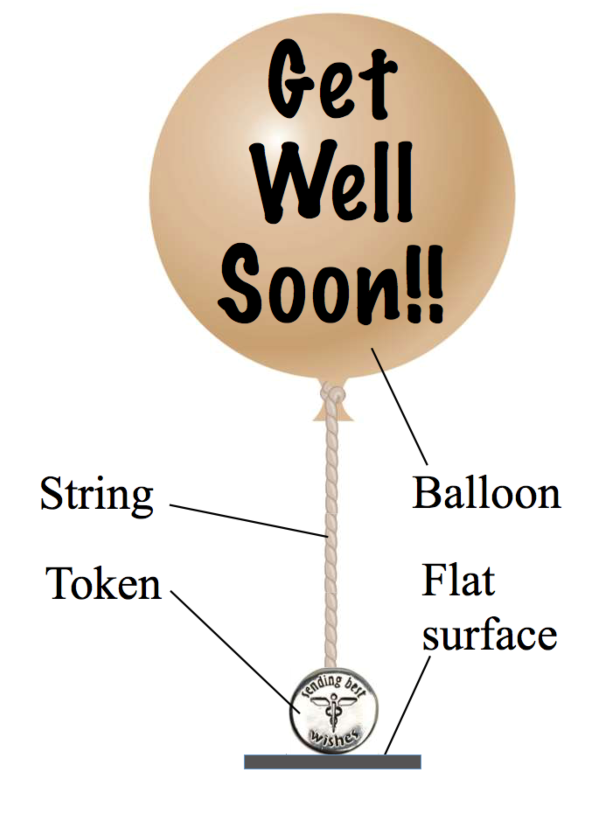 Get
Well
Soon!!
String
Balloon
Token
Flat
surface
sending best
wishes